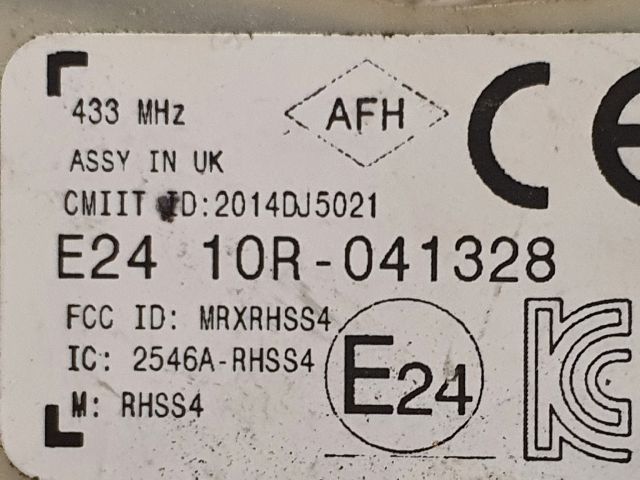 433 MHz
AFH
CE
ASSY IN UK
CMIIT ID:2014DJ5021
E24 10R-041328
FCC ID: MRXRHSS4
IC: 2546A-RHSS4
E24
M: RHSS4